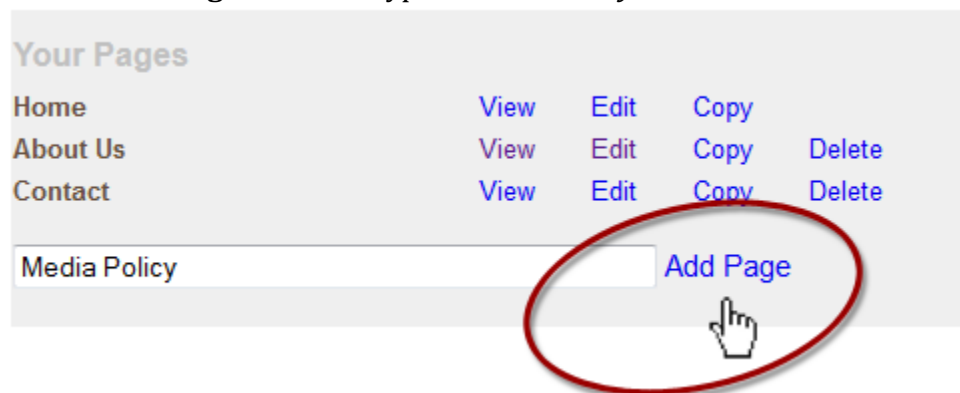 Your Pages
Home View Edit Copy
About Us View Edit Copy Delete
Contact View Edit Copy Delete
Media Policy Add Page